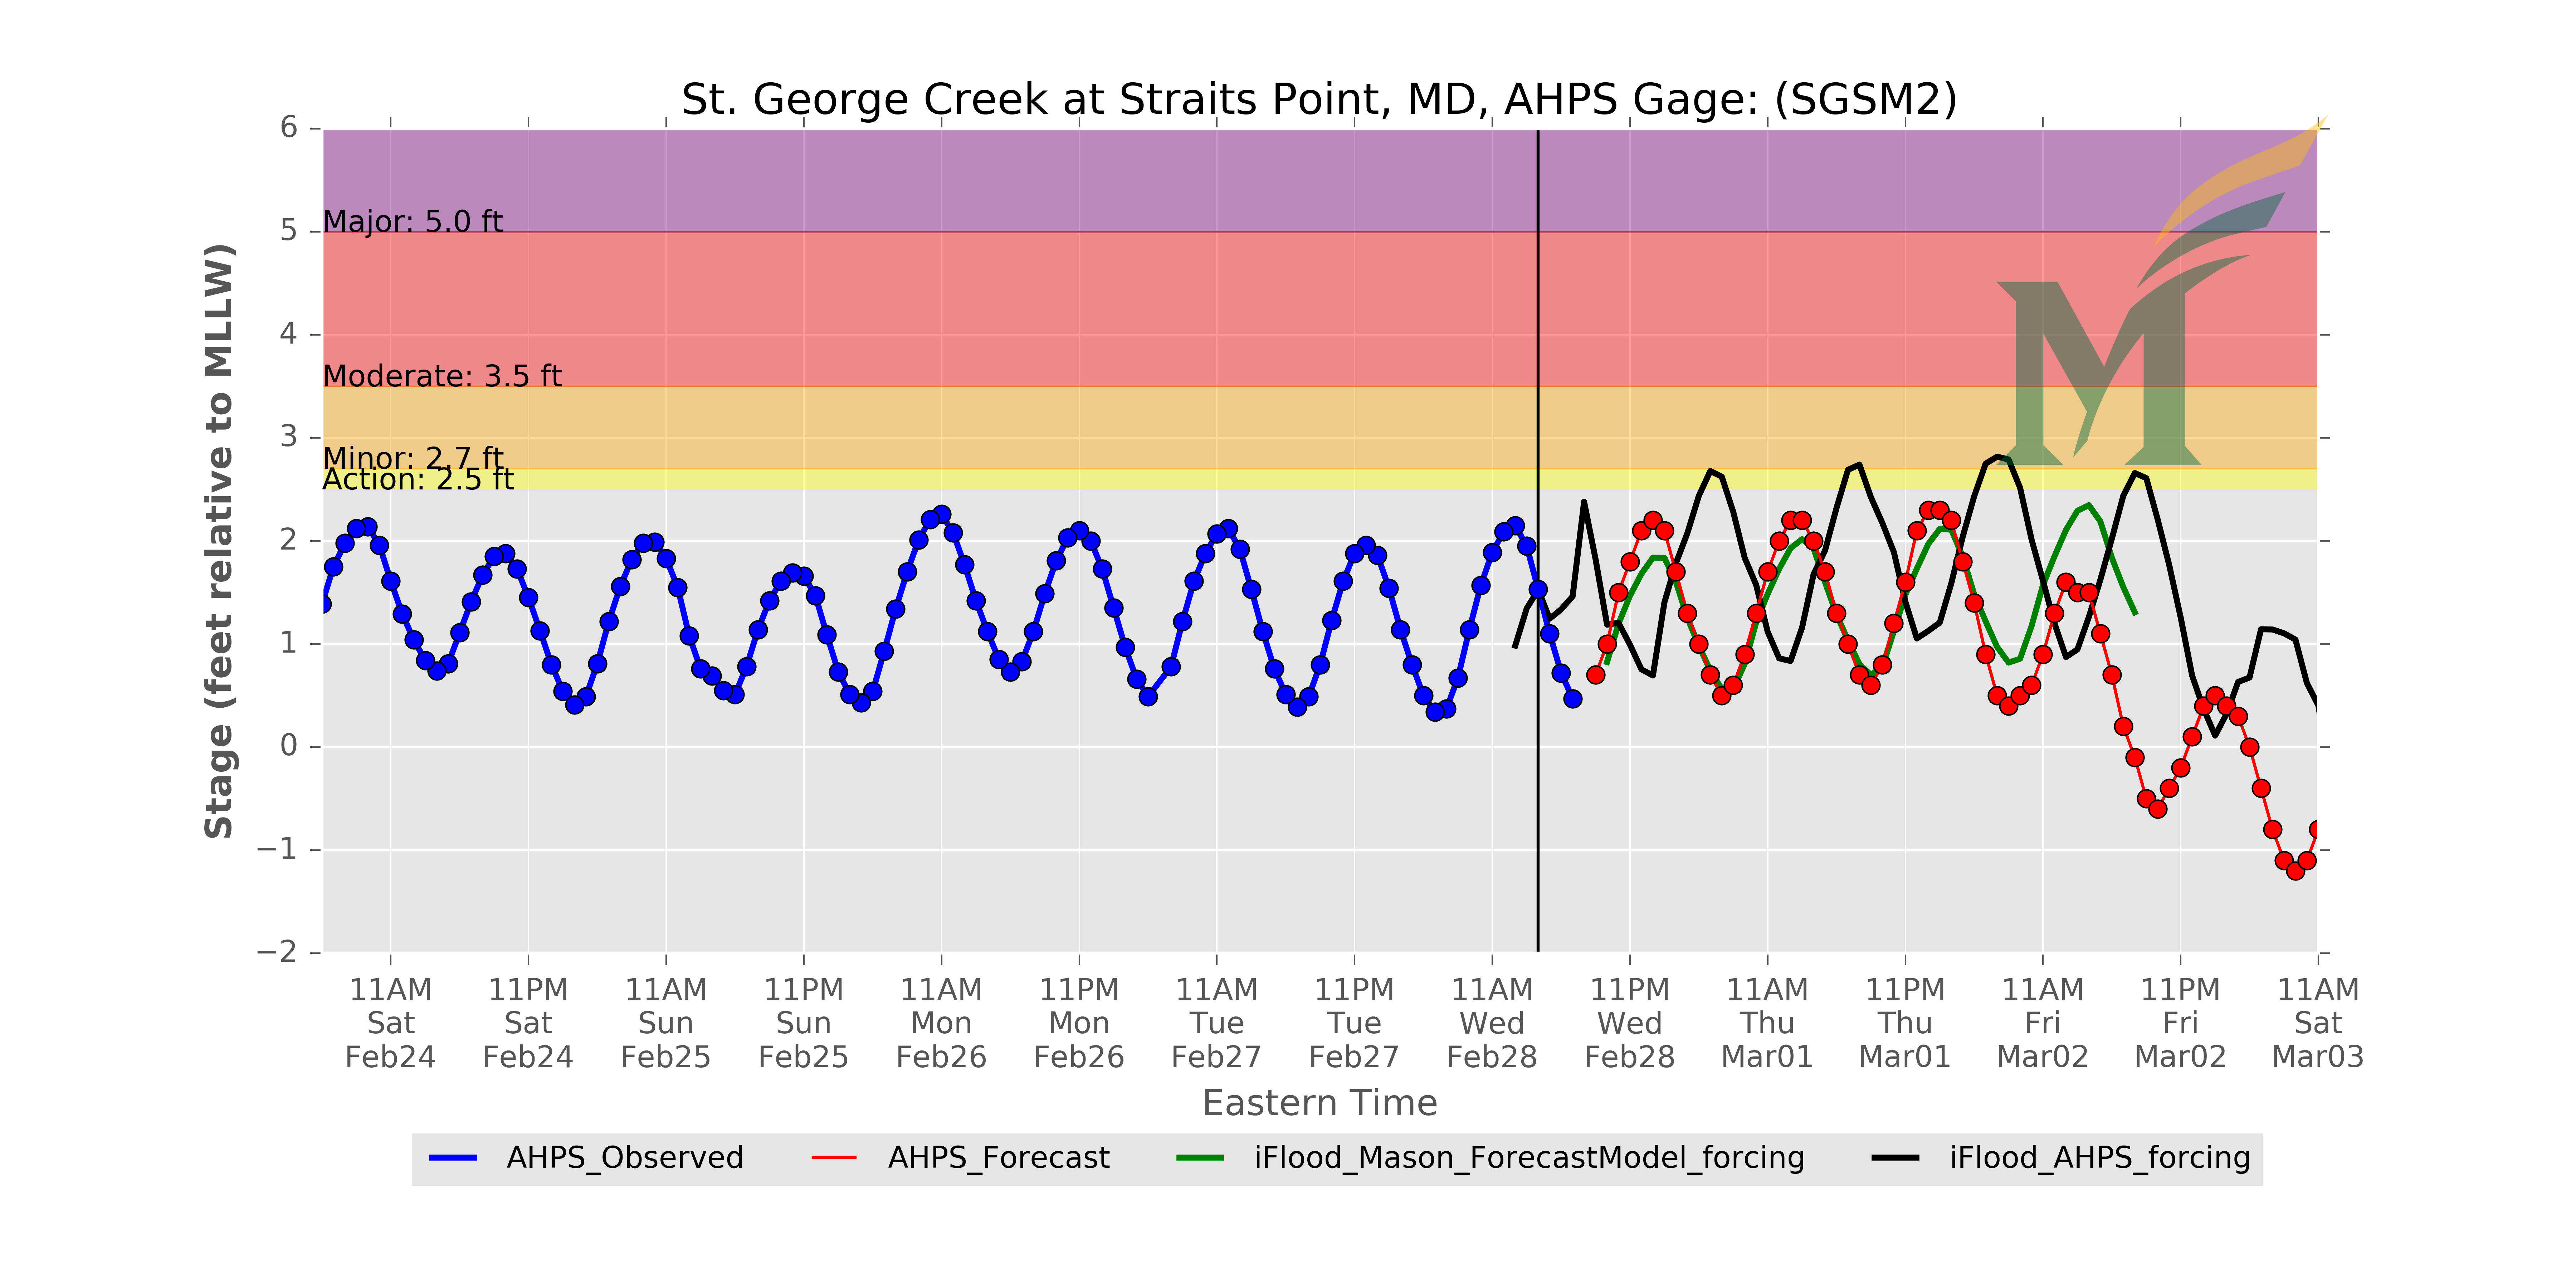 St. George Creek at Straits Point, MD, AHPS Gage: (SGSM2)
Stage (feet relative to MLLW)
6
5
4
3
2
1
0
−1
−2
Major: 5.0 ft
Moderate: 3.5 ft
Minor: 2.7 ft
Action: 2.5 ft
M
11AM 11PM 11AM 11PM 11AM 11PM 11AM 11PM 11AM 11PM 11AM 11PM 11AM 11PM 11AM
Sat Sat Sun Sun Mon Mon Tue Tue Wed Wed Thu Thu Fri Fri Sat
Feb24 Feb24 Feb25 Feb25 Feb26 Feb26 Feb27 Feb27 Feb28 Feb28 Mar01 Mar01 Mar02 Mar02 Mar03
Eastern Time
AHPS_Observed AHPS_Forecast iFlood_Mason_ForecastModel_forcing iFlood_AHPS_forcing